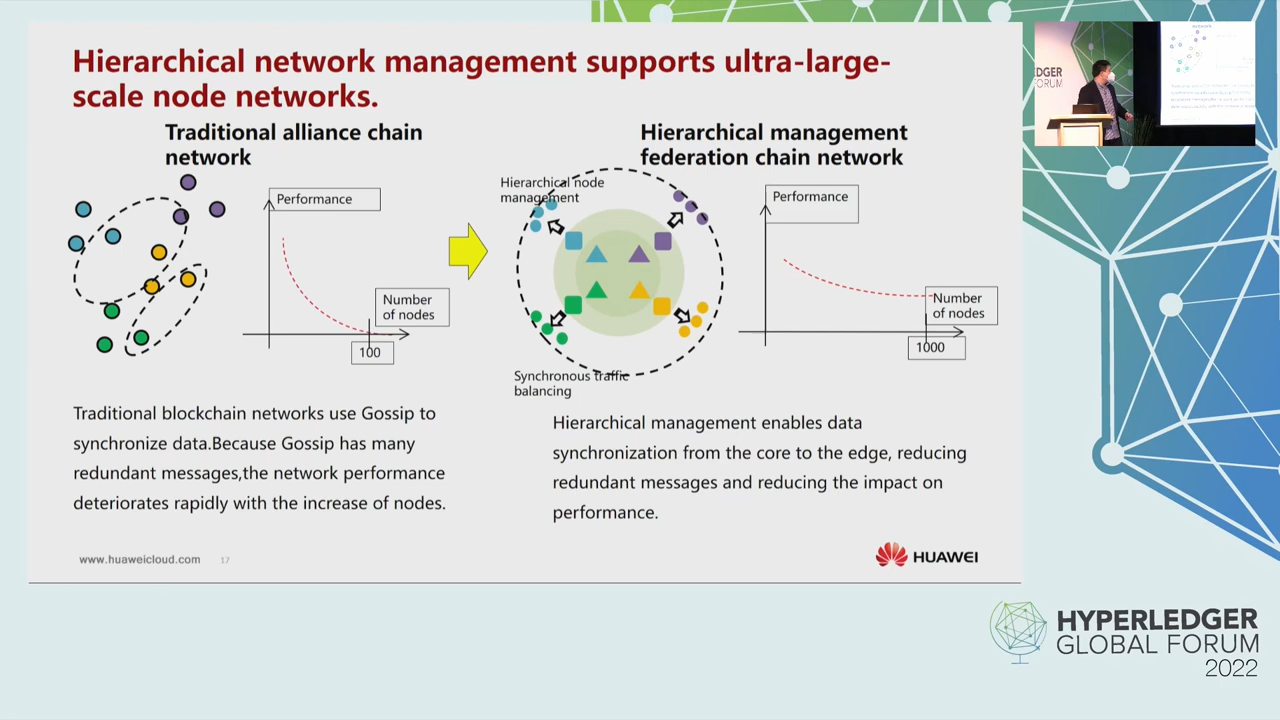 Hierarchical network management supports ultra-large-
scale node networks.
Traditional alliance chain
network
Performance
Number
of nodes
100
Traditional blockchain networks use Gossip to
synchronize data.Because Gossip has many
redundant messages,the network performance
deteriorates rapidly with the increase of nodes.
Hierarchical management
federation chain network
Hierarchical node
management
Synchronous traffic
balancing
Performance
Number
of nodes
1000
Hierarchical management enables data
synchronization from the core to the edge, reducing
redundant messages and reducing the impact on
performance.
www.huaweicloud.com
17
HUAWEI
DGER
FORUM
HYPERLEDGER
GLOBAL FORUM
2022